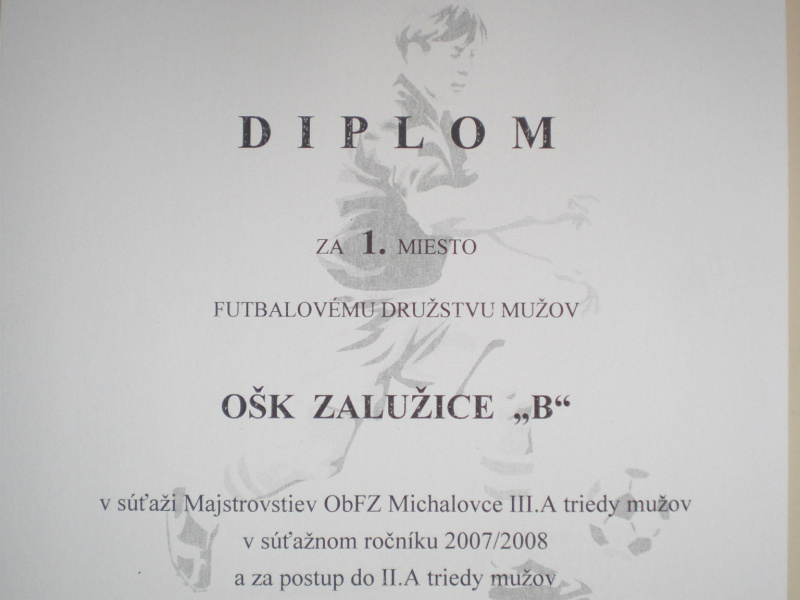 DIPLOM
ZA 1. MIESTO
FUTBALOVÉMU DRUŽSTVU MUŽOV
OŠK ZALUŽICE „B“
v súťaži Majstrovstiev ObFZ Michalovce III.A triedy mužov
v súťažnom ročníku 2007/2008
a za postup do II.A triedy mužov